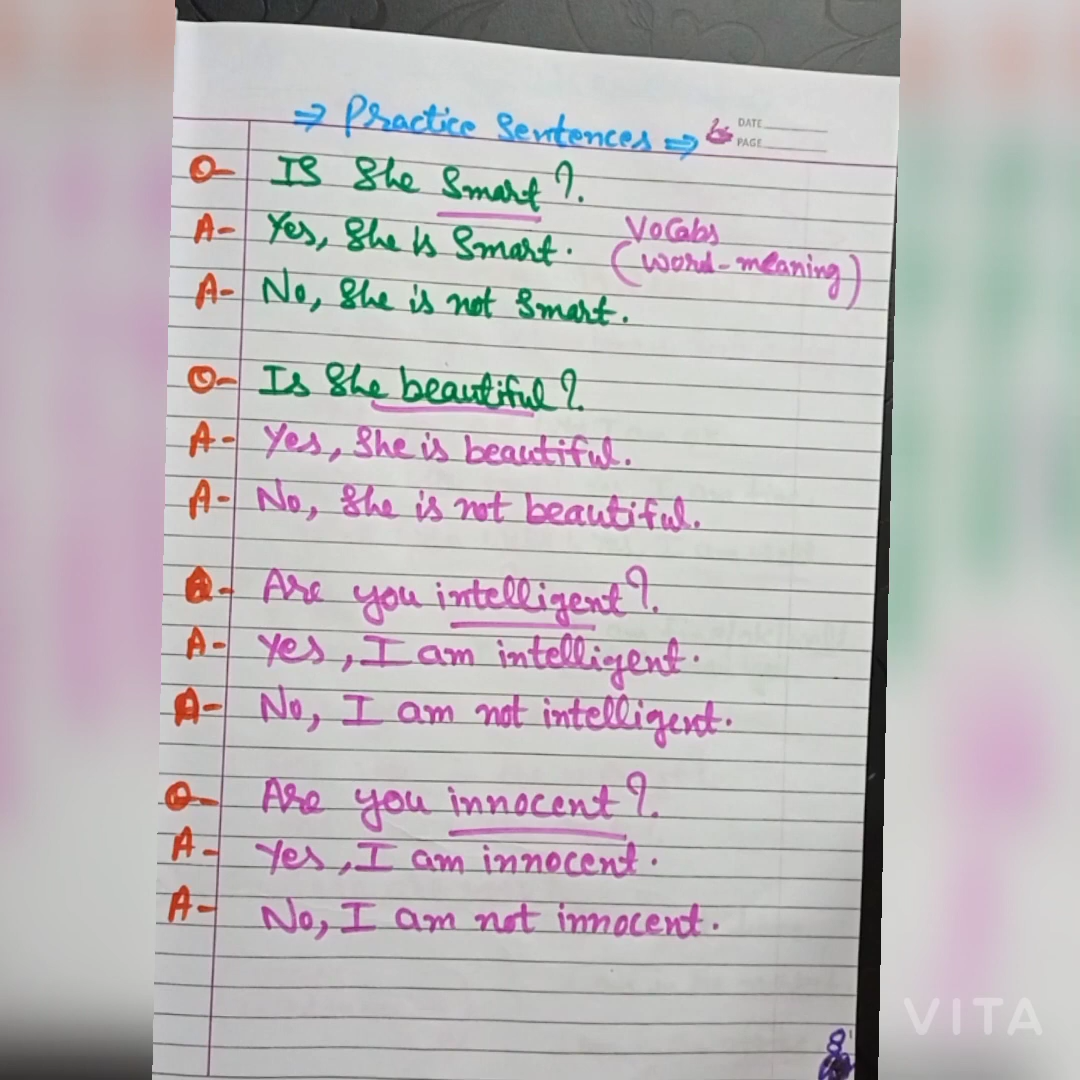 ⇒ Practice Sentences ⇒
DATE
PAGE
Q- Is She Smart?
A- Yes, She is Smart.
Vocabs
(word-meaning)
A- No, She is not Smart.
Q- Is She beautiful?
A- Yes, She is beautiful.
A- No, She is not beautiful.
Q- Are you intelligent?
A- Yes, I am intelligent.
A- No, I am not intelligent.
Q- Are you innocent?
A- Yes, I am innocent.
A- No, I am not innocent.
VITA